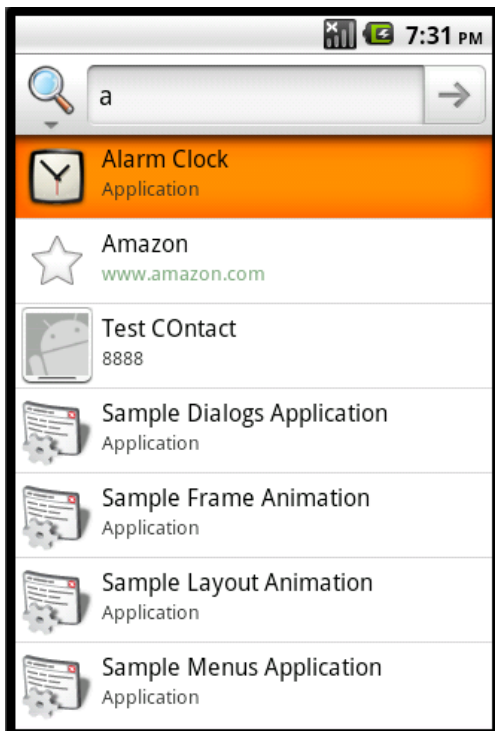 7:31 PM
a
Alarm Clock
Application
Amazon
www.amazon.com
Test COntact
8888
Sample Dialogs Application
Application
Sample Frame Animation
Application
Sample Layout Animation
Application
Sample Menus Application
Application